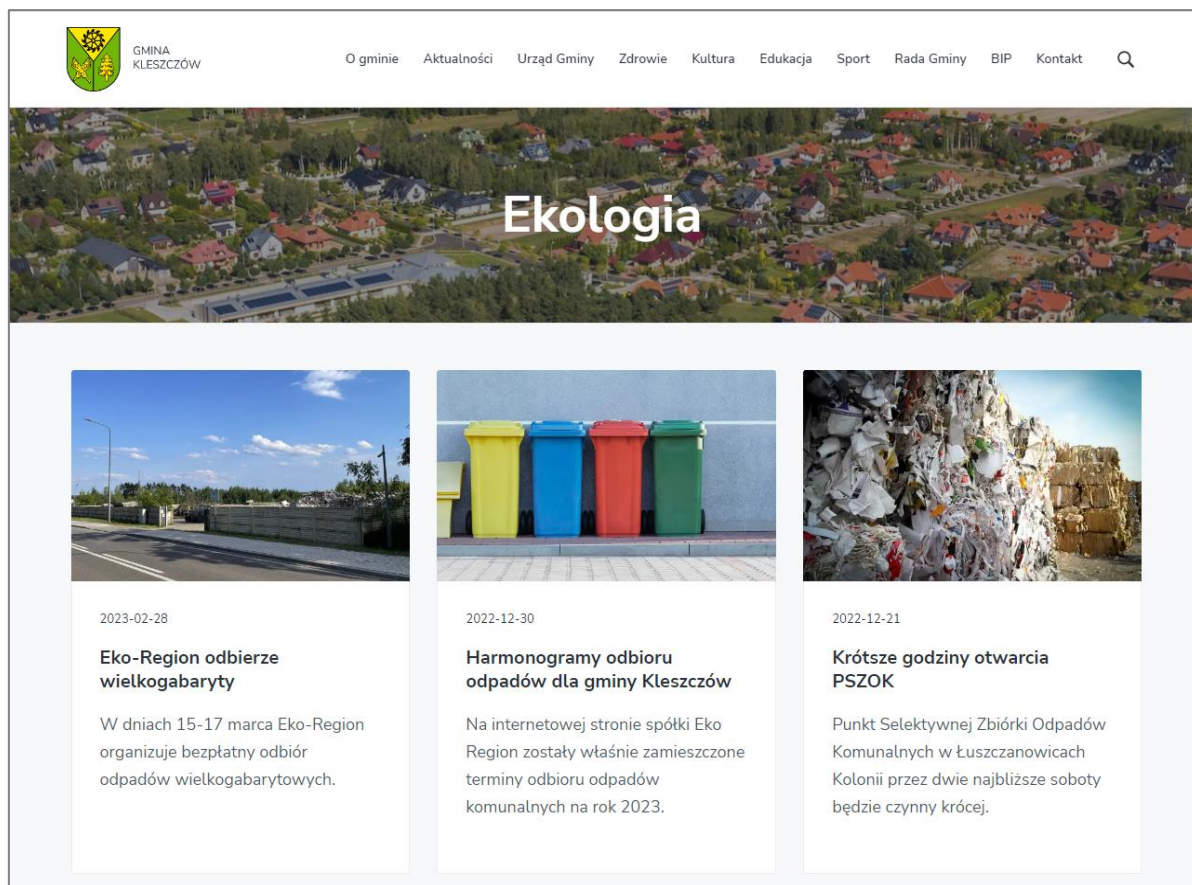 GMINA
KLESZCZÓW
O gminie Aktualności Urząd Gminy Zdrowie Kultura Edukacja Sport Rada Gminy BIP Kontakt
Ekologia
2023-02-28
Eko-Region odbierze
wielkogabaryty
W dniach 15-17 marca Eko-Region
organizuje bezpłatny odbiór
odpadów wielkogabarytowych.
2022-12-30
Harmonogramy odbioru
odpadów dla gminy Kleszczów
Na internetowej stronie spółki Eko
Region zostały właśnie zamieszczone
terminy odbioru odpadów
komunalnych na rok 2023.
2022-12-21
Krótsze godziny otwarcia
PSZOK
Punkt Selektywnej Zbiórki Odpadów
Komunalnych w Łuszczanowicach
Kolonii przez dwie najbliższe soboty
będzie czynny krócej.